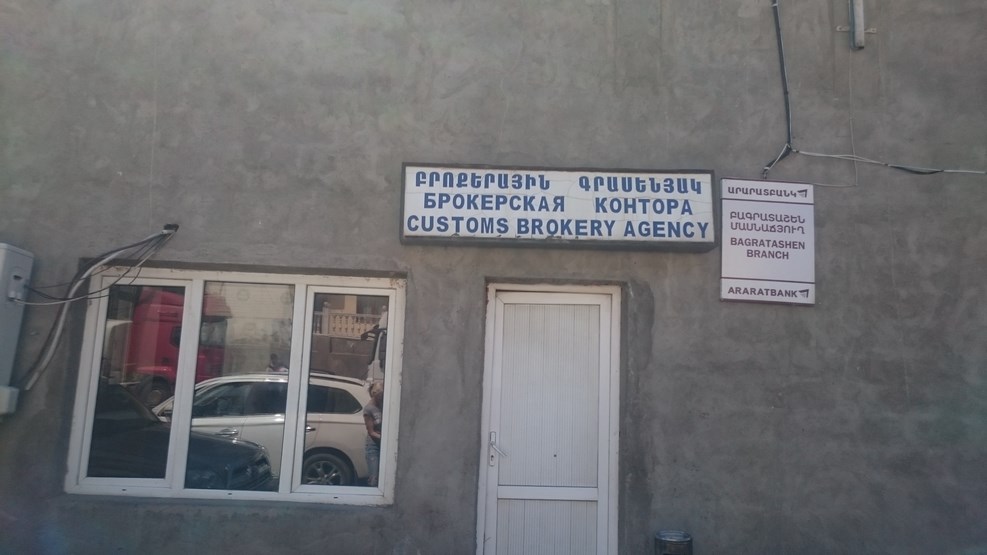 ԲՐՈՔԵՐԱՅԻՆ ԳՐԱՍԵՆՅԱԿ
БРОКЕРСКАЯ КОНТОРА
CUSTOMS BROKERY AGENCY
ԱՐԱՐԱՏԲԱՆԿ
ԲԱԳՐԱՏԱՇԵՆ
ՄԱՍՆԱՃՅՈՒՂ
BAGRATASHEN
BRANCH
ARARATBANK